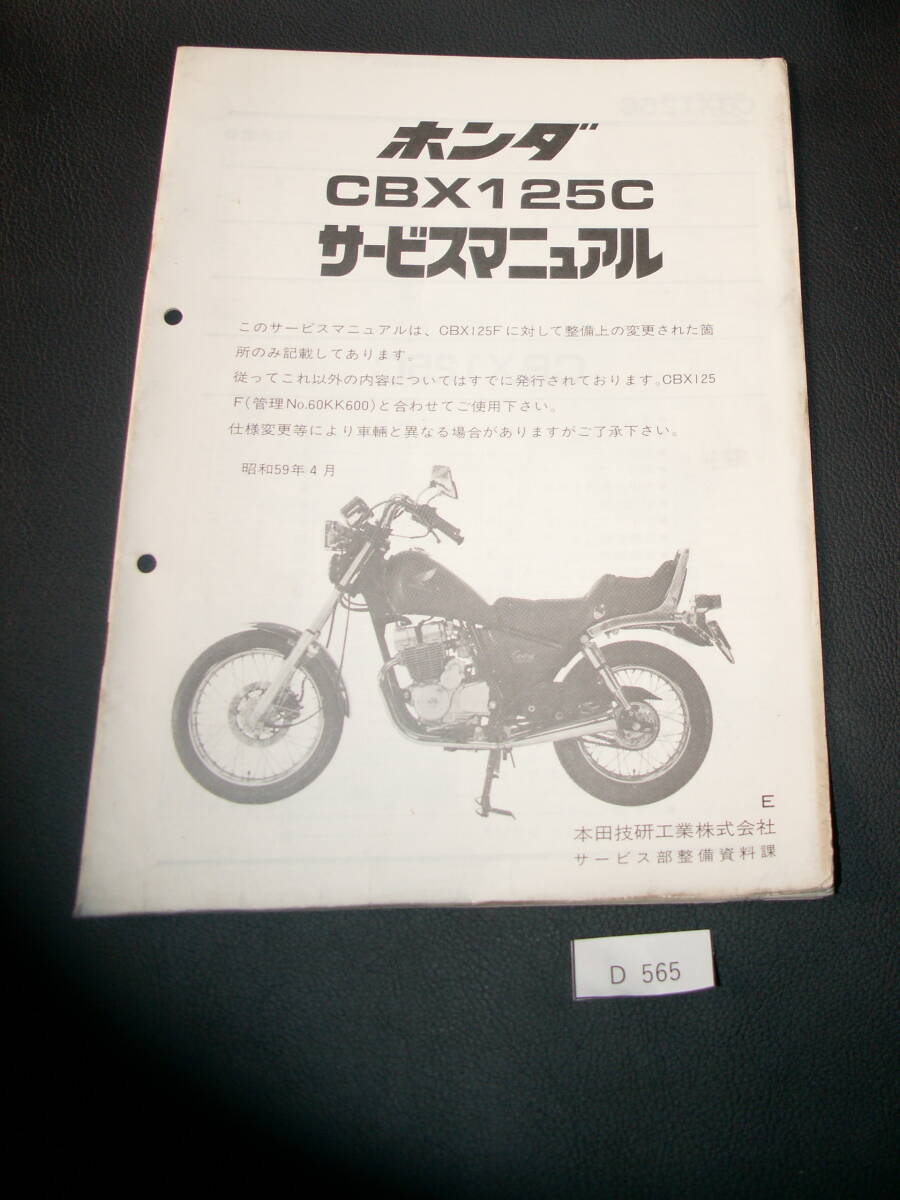 ホンダ
CBX125C
サービスマニュアル
このサービスマニュアルは、CBX125Fに対して整備上の変更された箇
所のみ記載してあります。
従ってこれ以外の内容についてはすでに発行されております。CBX125
F(管理No.60KK600)と合わせてご使用下さい。
仕様変更等により車輛と異なる場合がありますがご了承下さい。
昭和59年4月
E
本田技研工業株式会社
サービス部整備資料課
D 565